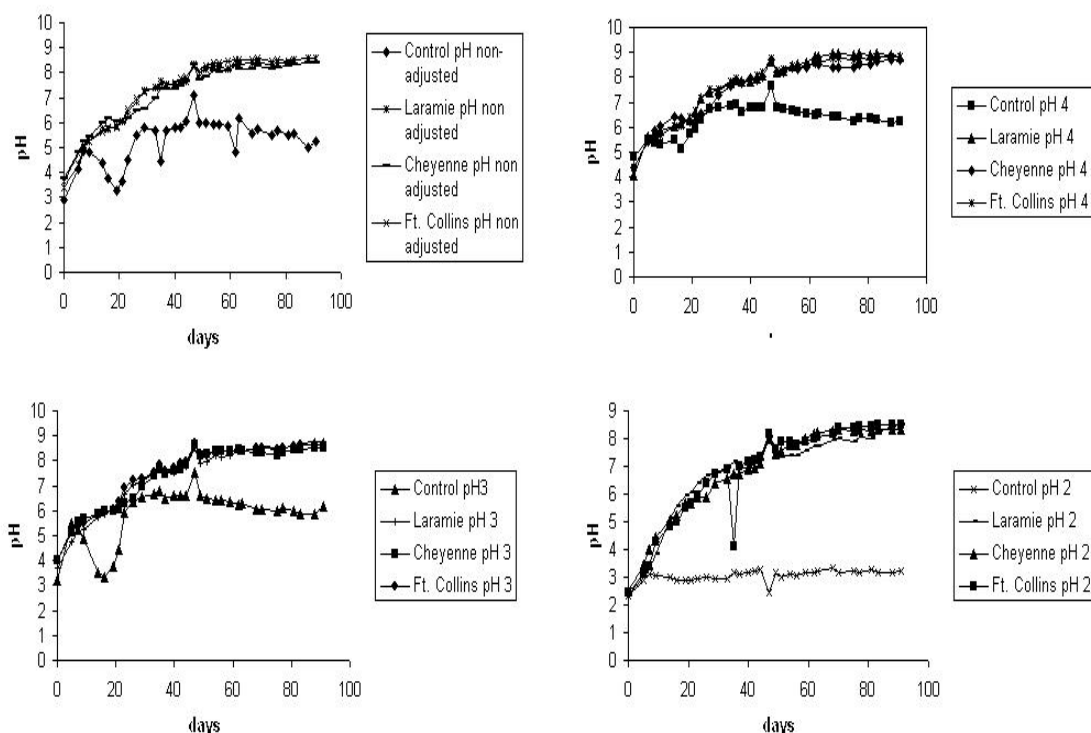 10
9
8
7
6
5
4
3
2
1
0
pH
0 20 40 60 80 100
days
Control pH non-
adjusted
Laramie pH non
adjusted
Cheyenne pH non
adjusted
Ft. Collins pH non
adjusted
10
9
8
7
6
5
4
3
2
1
0
pH
0 20 40 60 80 100
Control pH 4
Laramie pH 4
Cheyenne pH 4
Ft. Collins pH 4
10
9
8
7
6
5
4
3
2
1
0
pH
0 20 40 60 80 100
days
Control pH3
Laramie pH 3
Cheyenne pH 3
Ft. Collins pH 3
9
8
7
6
5
4
3
2
1
0
pH
0 20 40 60 80 100
days
Control pH 2
Laramie pH 2
Cheyenne pH 2
Ft. Collins pH 2